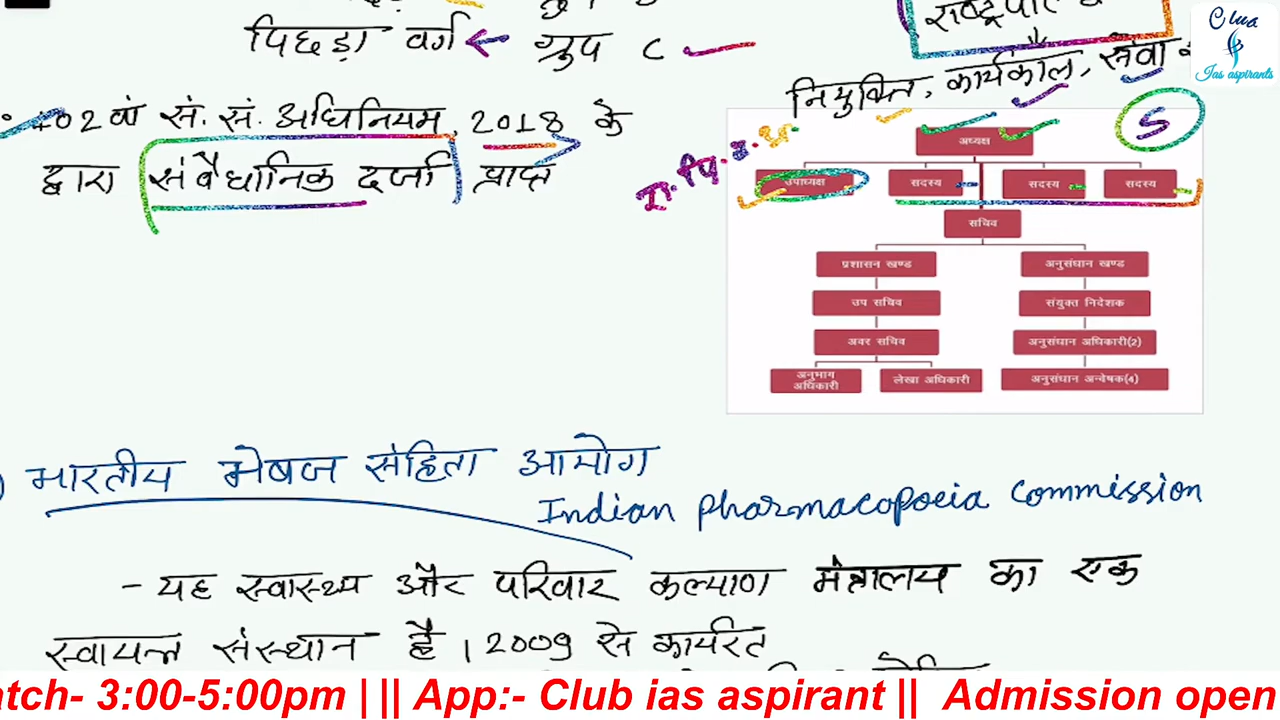 पिछड़ा वर्ग ← ग्रुप C
राष्ट्रपति
है
नियुक्ति, कार्यकाल, सेवा
Club
Ias aspirants
102वां सं. सं. अधिनियम, 2018 के
द्वारा संवैधानिक दर्जा प्राप्त
रा. पि. व. आ.
5
अध्यक्ष
उपाध्यक्ष
सदस्य
सदस्य
सदस्य
सचिव
प्रशासन खण्ड
अनुसंधान खण्ड
उप सचिव
संयुक्त निदेशक
अवर सचिव
अनुसंधान अधिकारी(2)
अनुभाग अधिकारी
लेखा अधिकारी
अनुसंधान अन्वेषक(4)
भारतीय भेषज संहिता आयोग
Indian pharmacopoeia commission
- यह स्वास्थ्य और परिवार कल्याण मंत्रालय का एक
स्वायत्त संस्थान है। 2009 से कार्यरत
atch- 3:00-5:00pm | || App:- Club ias aspirant || Admission open